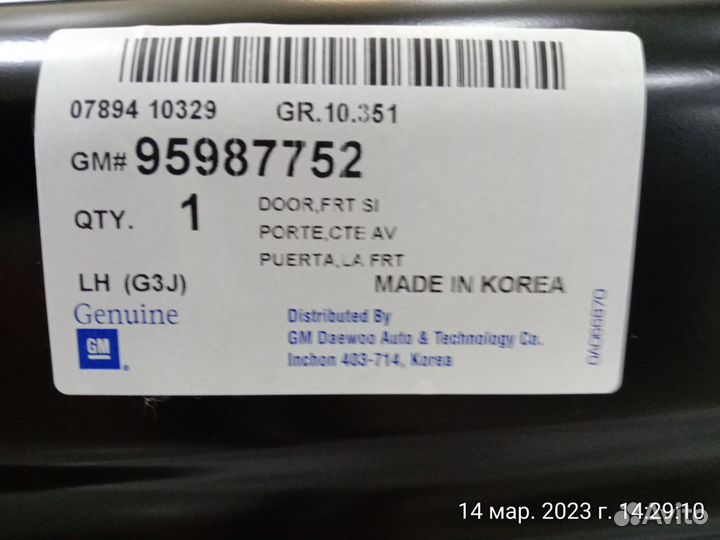 07894 10329 GR.10.351
GM# 95987752
QTY. 1 DOOR,FRT SI
PORTE,CTE AV
PUERTA,LA FRT
LH (G3J) MADE IN KOREA
Genuine
GM
Distributed By
GM Daewoo Auto & Technology Co.
Inchon 403-714, Korea
14 мар. 2023 г. 14:29:10
Avito